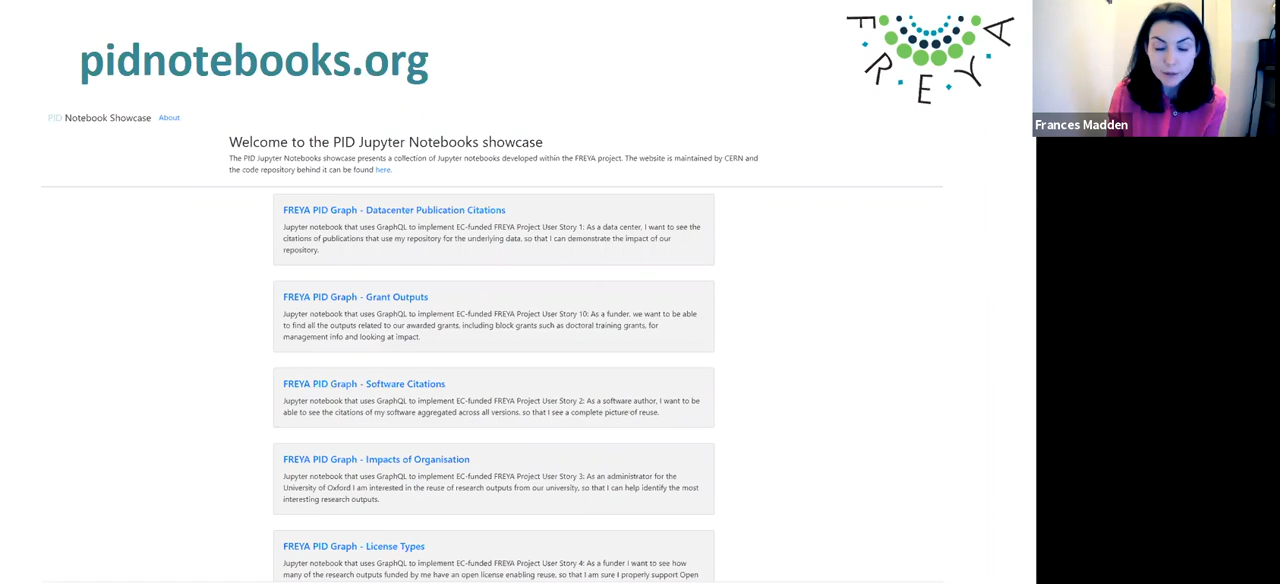 pidnotebooks.org
FREYA
Frances Madden
PID Notebook Showcase About
Welcome to the PID Jupyter Notebooks showcase
The PID Jupyter Notebooks showcase presents a collection of Jupyter notebooks developed within the FREYA project. The website is maintained by CERN and
the code repository behind it can be found here.
FREYA PID Graph - Datacenter Publication Citations
Jupyter notebook that uses GraphQL to implement EC-funded FREYA Project User Story 1: As a data center, I want to see the
citations of publications that use my repository for the underlying data, so that I can demonstrate the impact of our
repository.
FREYA PID Graph - Grant Outputs
Jupyter notebook that uses GraphQL to implement EC-funded FREYA Project User Story 10: As a funder, we want to be able
to find all the outputs related to our awarded grants, including block grants such as doctoral training grants, for
management info and looking at impact.
FREYA PID Graph - Software Citations
Jupyter notebook that uses GraphQL to implement EC-funded FREYA Project User Story 2: As a software author, I want to be
able to see the citations of my software aggregated across all versions, so that I see a complete picture of reuse.
FREYA PID Graph - Impacts of Organisation
Jupyter notebook that uses GraphQL to implement EC-funded FREYA Project User Story 3: As an administrator for the
University of Oxford I am interested in the reuse of research outputs from our university, so that I can help identify the most
interesting research outputs.
FREYA PID Graph - License Types
Jupyter notebook that uses GraphQL to implement EC-funded FREYA Project User Story 4: As a funder I want to see how
many of the research outputs funded by me have an open license enabling reuse, so that I am sure I properly support Open